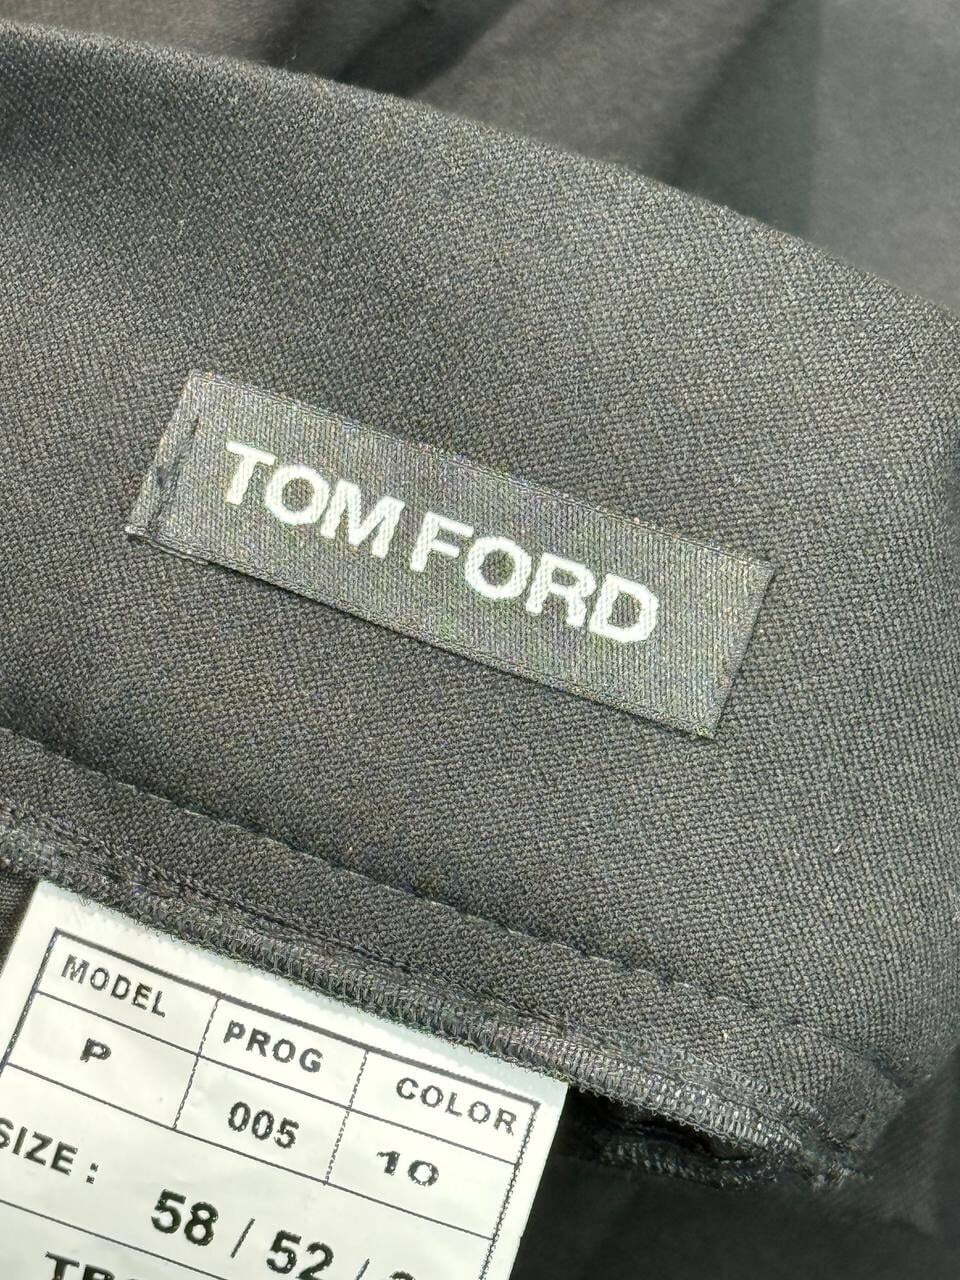 TOM FORD
MODEL PROG COLOR
P 005 10
SIZE :
58 / 52 /